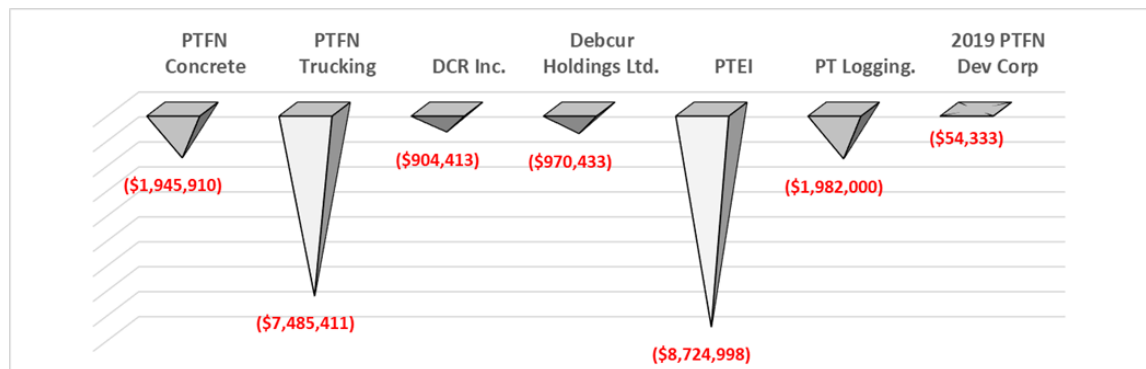 PTFN
Concrete
PTFN
Trucking
DCR Inc.
Debcur
Holdings Ltd.
PTEI
PT Logging.
2019 PTFN
Dev Corp
($1,945,910)
($7,485,411)
($904,413)
($970,433)
($8,724,998)
($1,982,000)
($54,333)